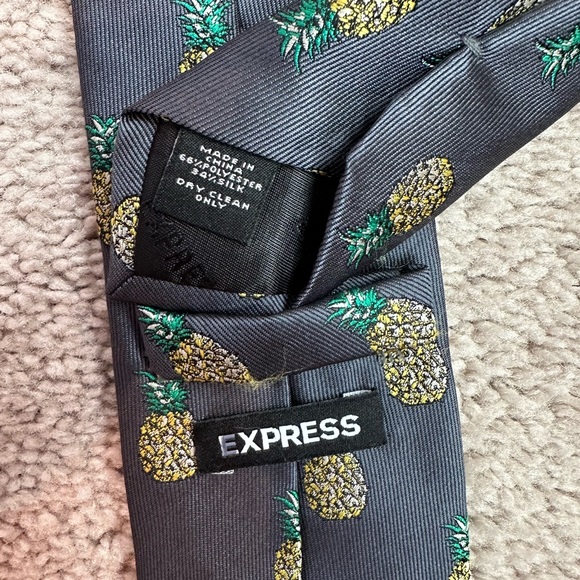 MADE IN
CHINA
66%POLYESTER
34%SILK
DRY CLEAN
ONLY
EXPRESS